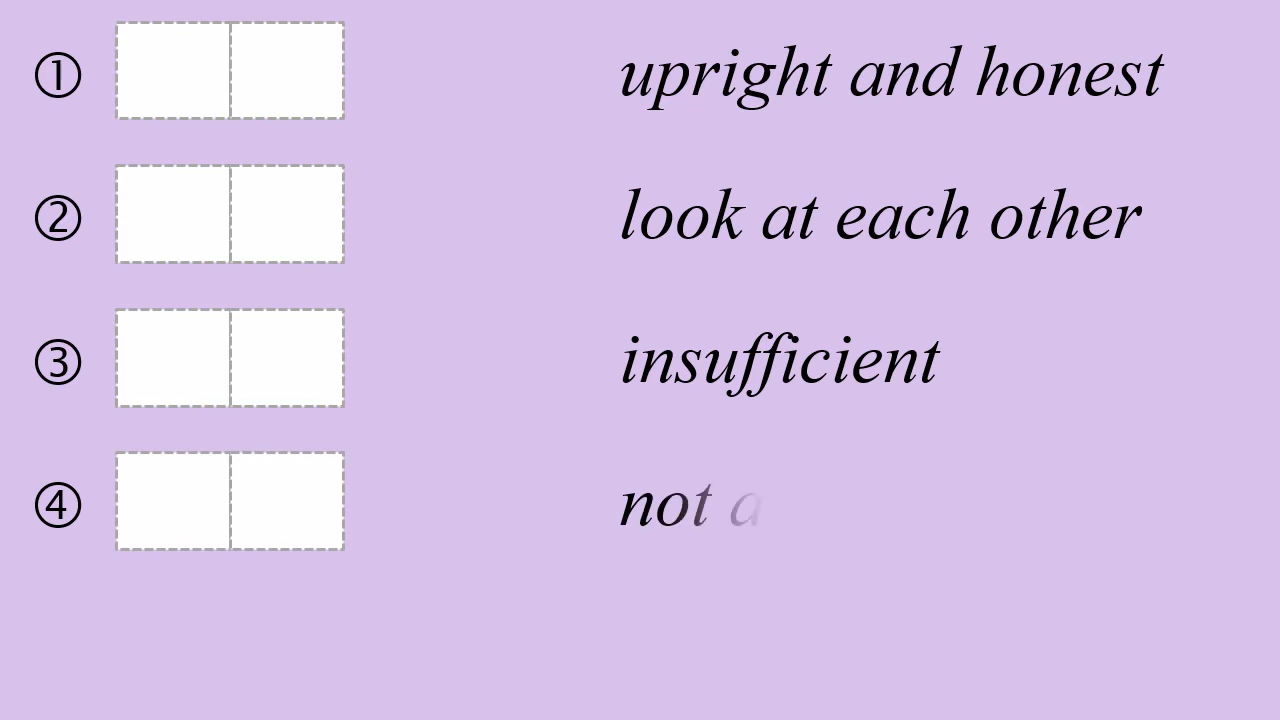 ① upright and honest
② look at each other
③ insufficient
④ not a